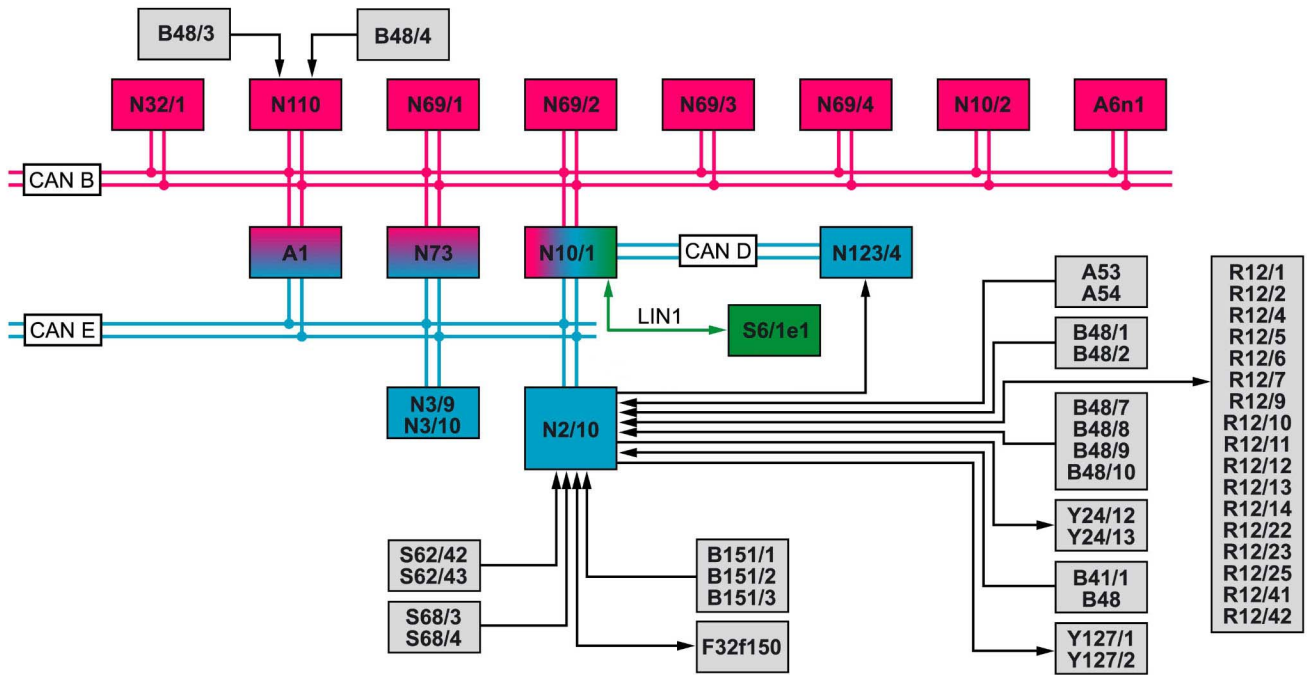 B48/3
B48/4
N32/1
N110
N69/1
N69/2
N69/3
N69/4
N10/2
A6n1
CAN B
A1
N73
N10/1
CAN D
N123/4
CAN E
LIN1
S6/1e1
N3/9
N3/10
N2/10
A53
A54
B48/1
B48/2
B48/7
B48/8
B48/9
B48/10
Y24/12
Y24/13
B41/1
B48
Y127/1
Y127/2
R12/1
R12/2
R12/4
R12/5
R12/6
R12/7
R12/9
R12/10
R12/11
R12/12
R12/13
R12/14
R12/22
R12/23
R12/25
R12/41
R12/42
S62/42
S62/43
S68/3
S68/4
B151/1
B151/2
B151/3
F32f150